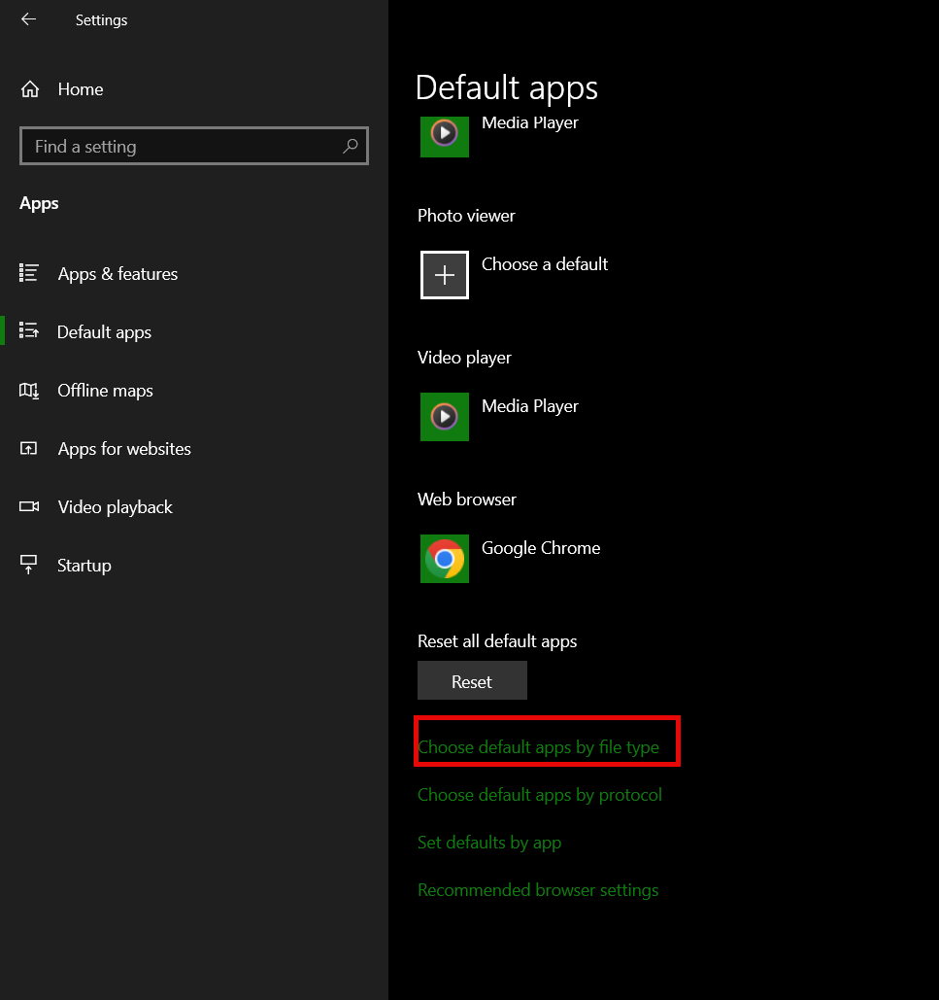 Settings
Home
Find a setting
Apps
Apps & features
Default apps
Offline maps
Apps for websites
Video playback
Startup
Default apps
Media Player
Photo viewer
Choose a default
Video player
Media Player
Web browser
Google Chrome
Reset all default apps
Reset
Choose default apps by file type
Choose default apps by protocol
Set defaults by app
Recommended browser settings